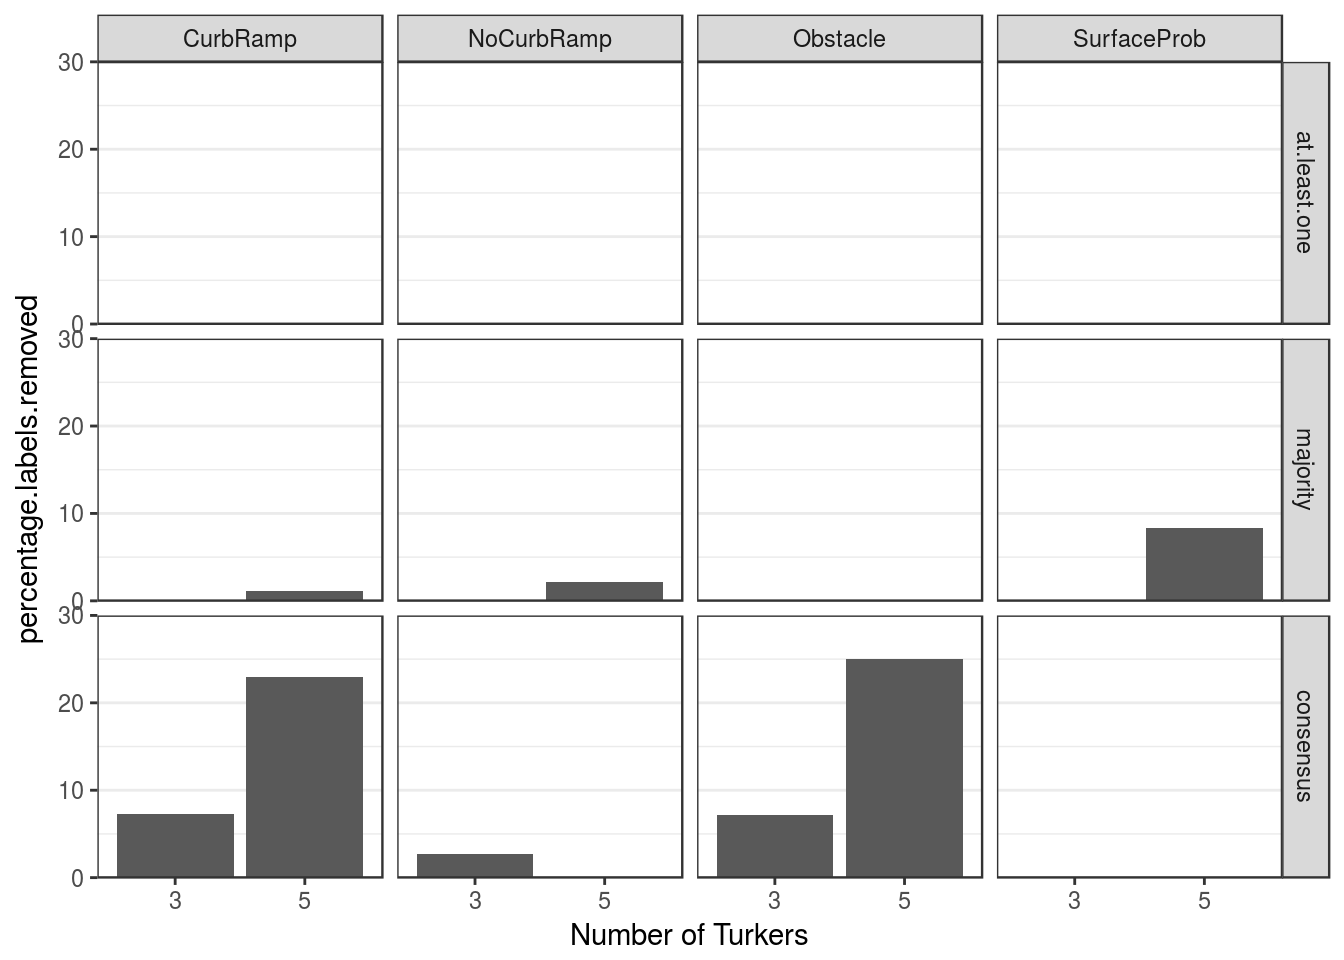 CurbRamp NoCurbRamp Obstacle SurfaceProb
30
20
10
0
at.least.one
30
20
10
0
majority
30
20
10
0
consensus
3 5 3 5 3 5 3 5
Number of Turkers
percentage.labels.removed